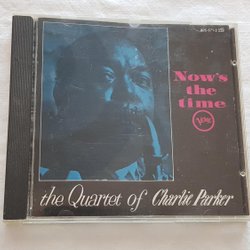 Now's
the
time
Verve
the Quartet of Charlie Parker